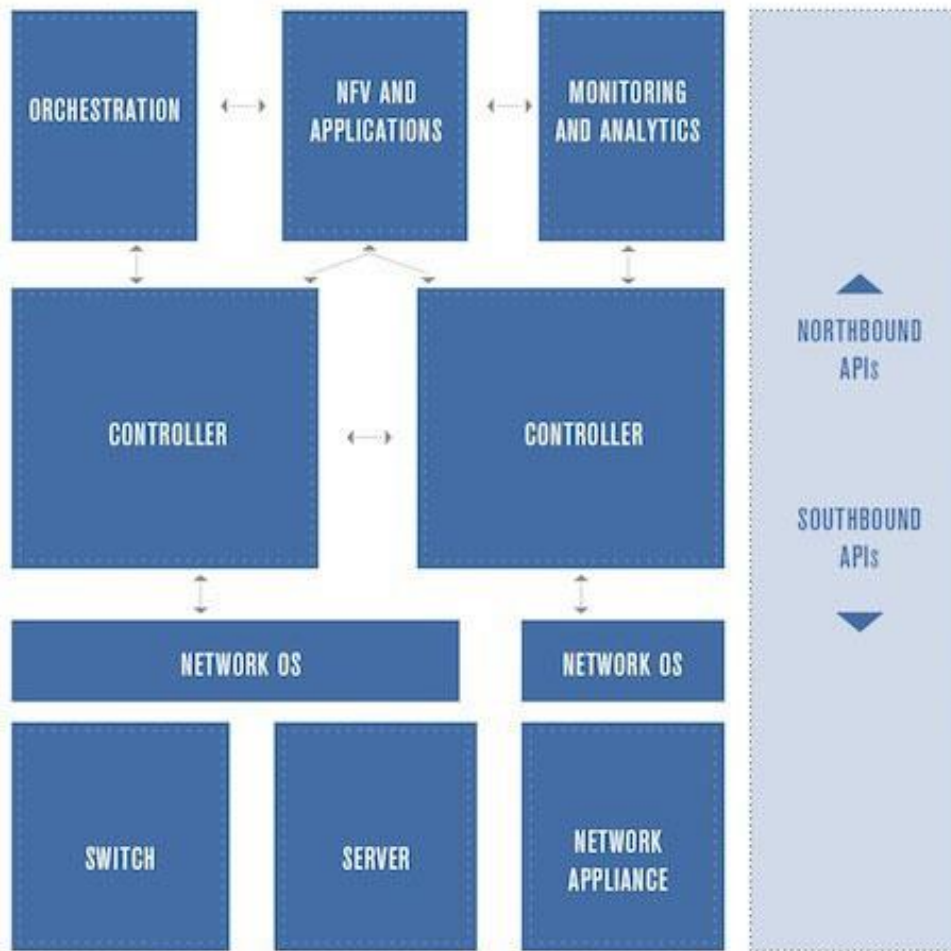 ORCHESTRATION
NFV AND
APPLICATIONS
MONITORING
AND ANALYTICS
NORTHBOUND
APIs
CONTROLLER
CONTROLLER
SOUTHBOUND
APIs
NETWORK OS
NETWORK OS
SWITCH
SERVER
NETWORK
APPLIANCE